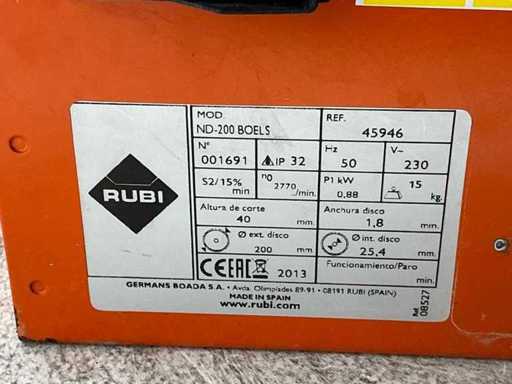 RUBI
MOD.
ND-200 BOELS
REF.
45946
Nº
001691
IP 32
Hz
50
V~
230
S2/15%
min
n0
2770
/min.
P1 kW
0,88
15
kg.
Altura de corte
40
mm.
Anchura disco
1,8
mm.
Ø ext. disco
200
mm
Ø int. disco
25,4
mm.
CE EAC
2013
Funcionamiento/Paro
min.
GERMANS BOADA S.A. • Avda. Olimpíades 89-91 • 08191 RUBI (SPAIN)
MADE IN SPAIN
www.rubi.com
08527